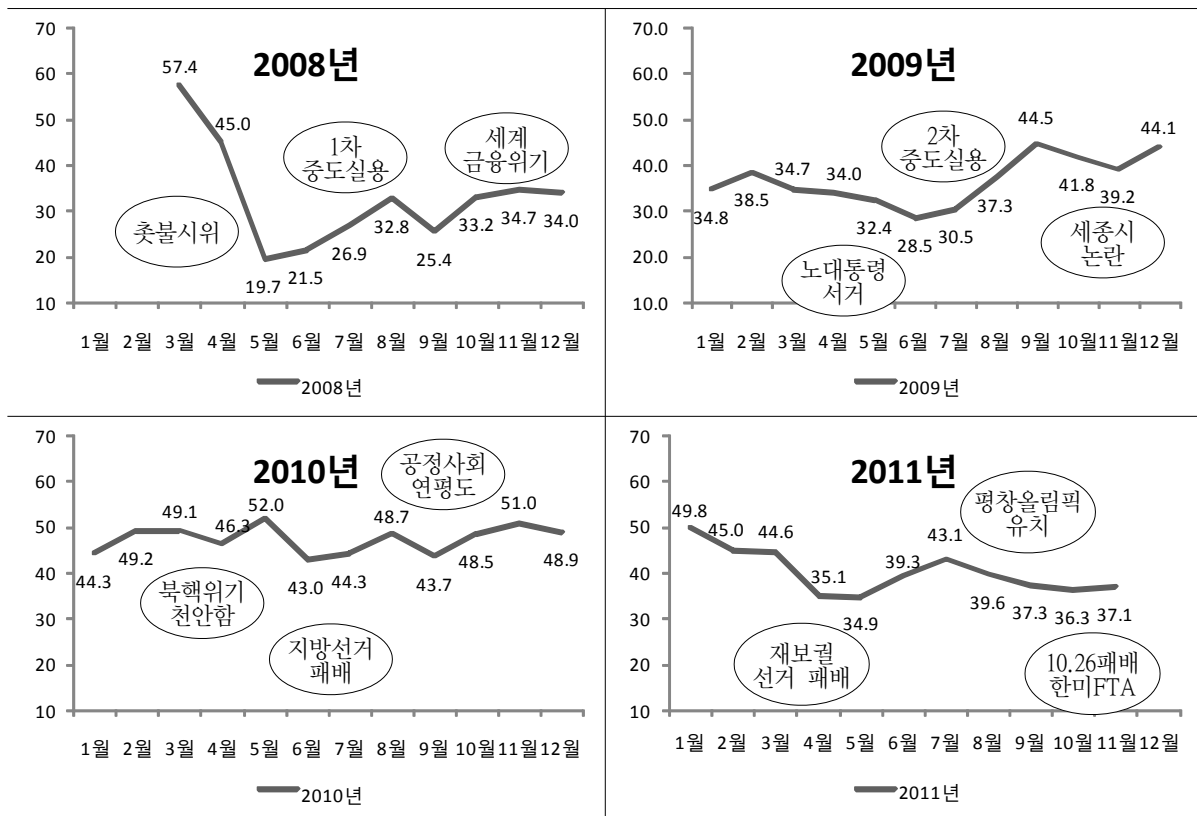 2008년
70
60
50
40
30
20
10
57.4
45.0
19.7
21.5
26.9
32.8
25.4
33.2
34.7
34.0
촛불시위
1차
중도실용
세계
금융위기
1월 2월 3월 4월 5월 6월 7월 8월 9월 10월 11월 12월
2008년
2009년
70
60.0
50.0
40.0
30.0
20.0
10.0
34.8
38.5
34.7
34.0
32.4
28.5
30.5
37.3
44.5
41.8
39.2
44.1
노대통령
서거
2차
중도실용
세종시
논란
1월 2월 3월 4월 5월 6월 7월 8월 9월 10월 11월 12월
2009년
2010년
70
60
50
40
30
20
10
44.3
49.2
49.1
46.3
52.0
43.0
44.3
48.7
43.7
48.5
51.0
48.9
북핵위기
천안함
지방선거
패배
공정사회
연평도
1월 2월 3월 4월 5월 6월 7월 8월 9월 10월 11월 12월
2010년
2011년
70
60
50
40
30
20
10
49.8
45.0
44.6
35.1
34.9
39.3
43.1
39.6
37.3
36.3
37.1
재보궐
선거 패배
평창올림픽
유치
10.26패배
한미FTA
1월 2월 3월 4월 5월 6월 7월 8월 9월 10월 11월 12월
2011년